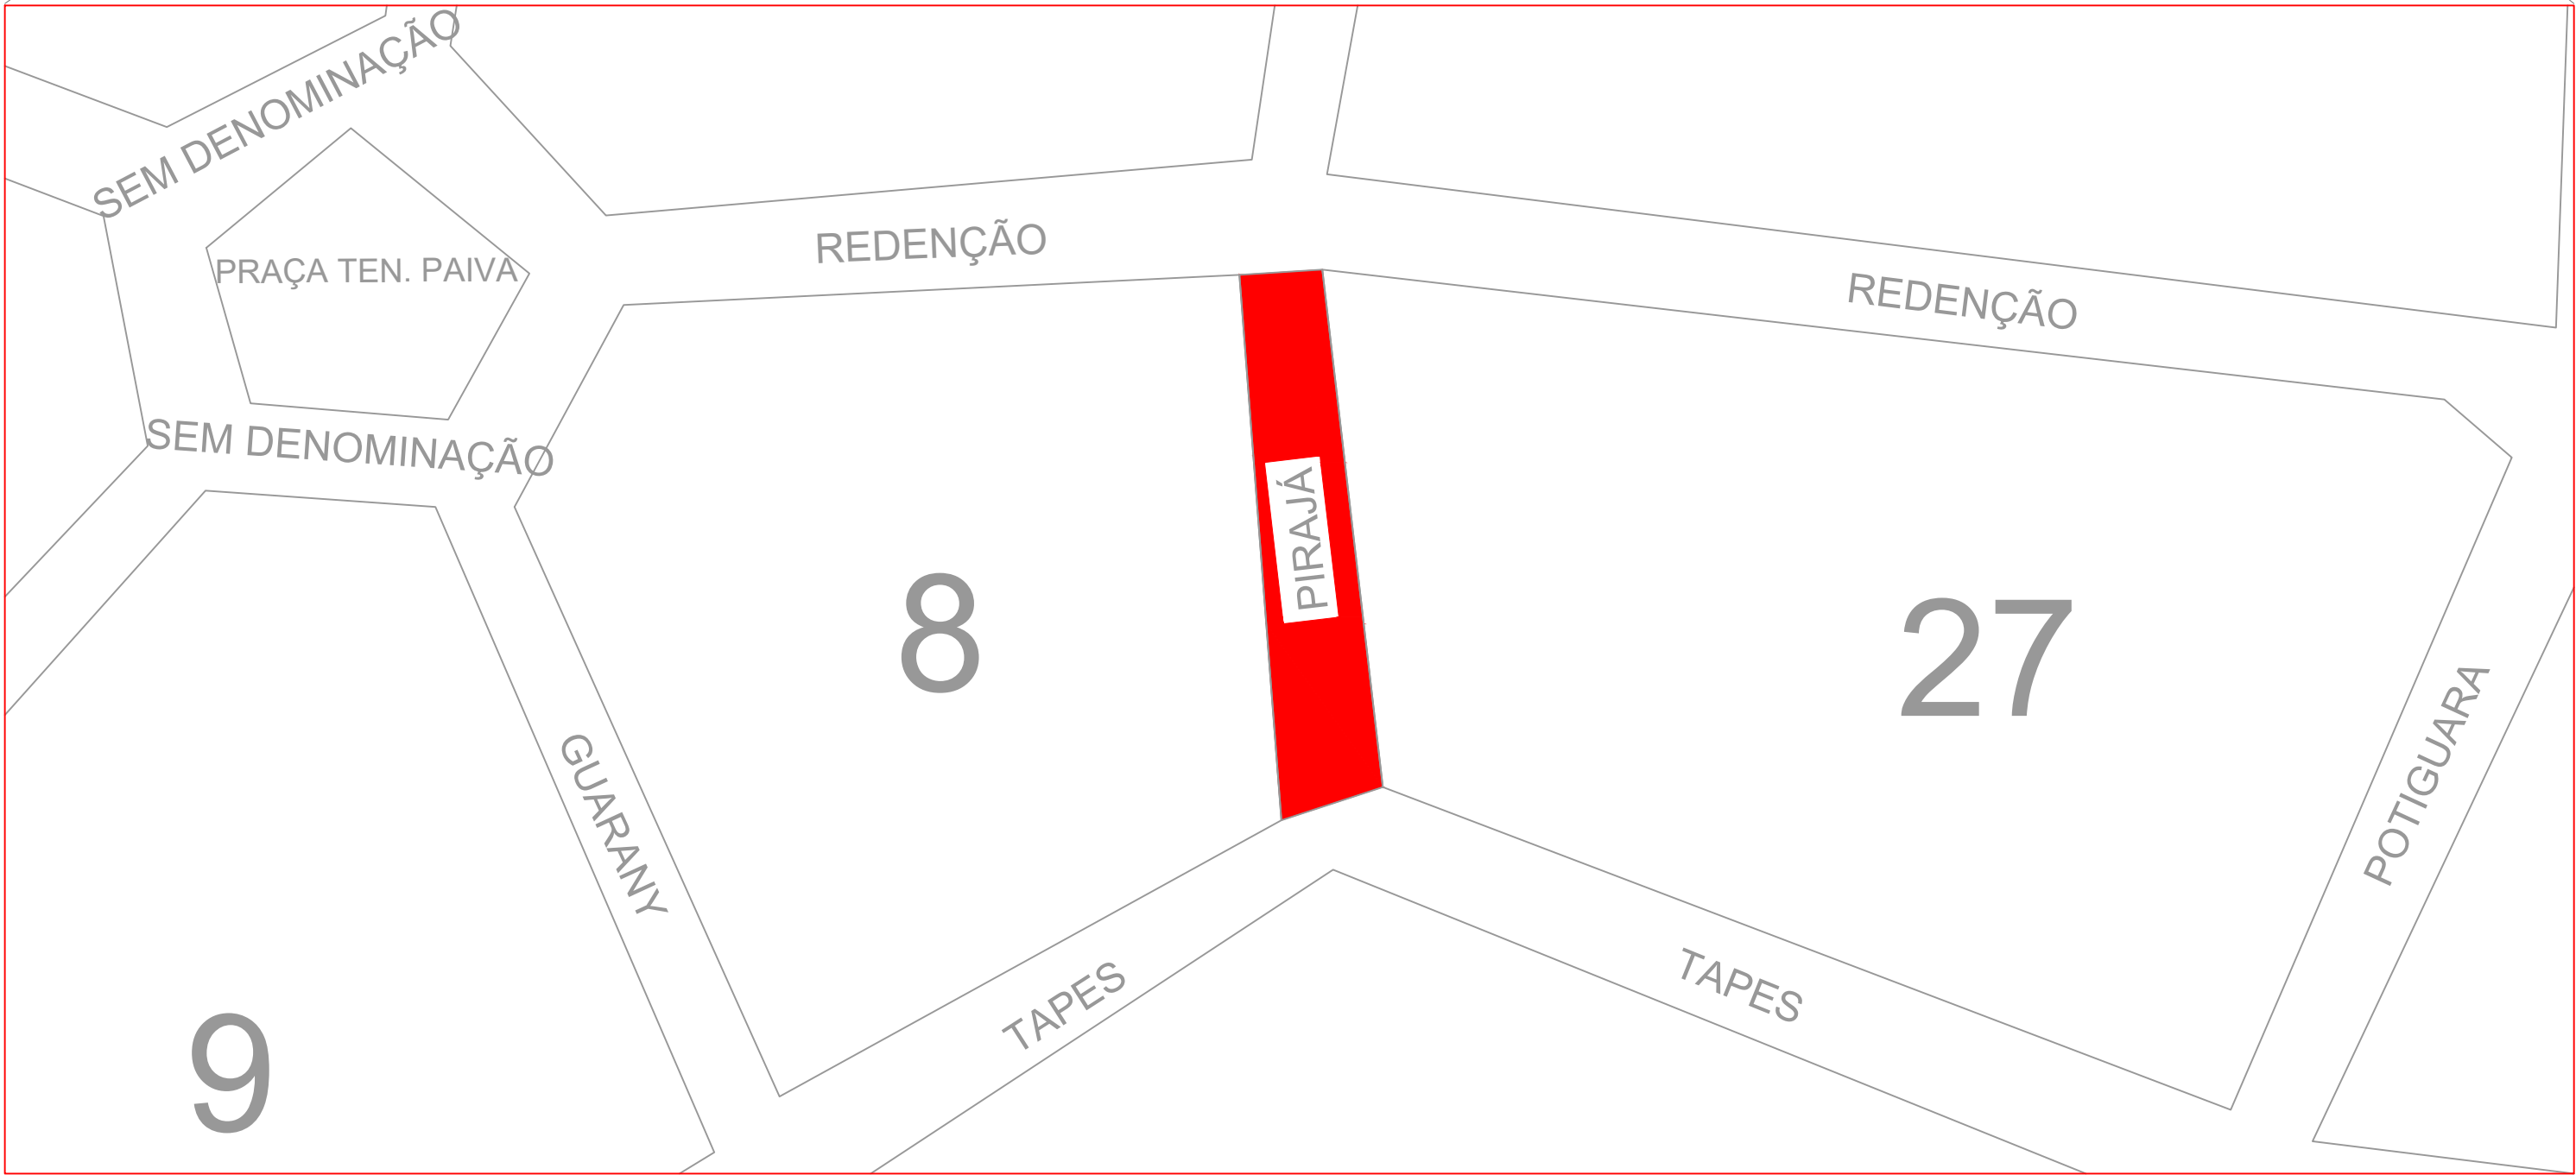 SEM DENOMINAÇÃO
PRAÇA TEN. PAIVA
REDENÇÃO
REDENÇÃO
SEM DENOMINAÇÃO
PIRAJÁ
8
27
GUARANY
POTIGUARA
TAPES
TAPES
9